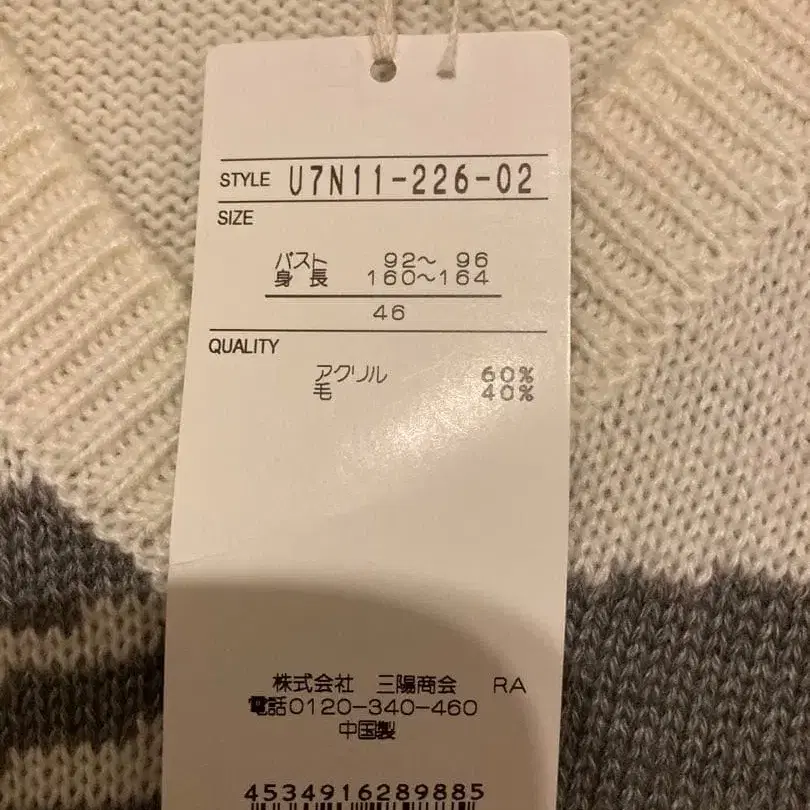 STYLE U7N11-226-02
SIZE
バスト 92〜 96
身 長 160〜164
46
QUALITY
アクリル 60%
毛 40%
株式会社 三陽商会 RA
電話0120-340-460
中国製
4534916289885